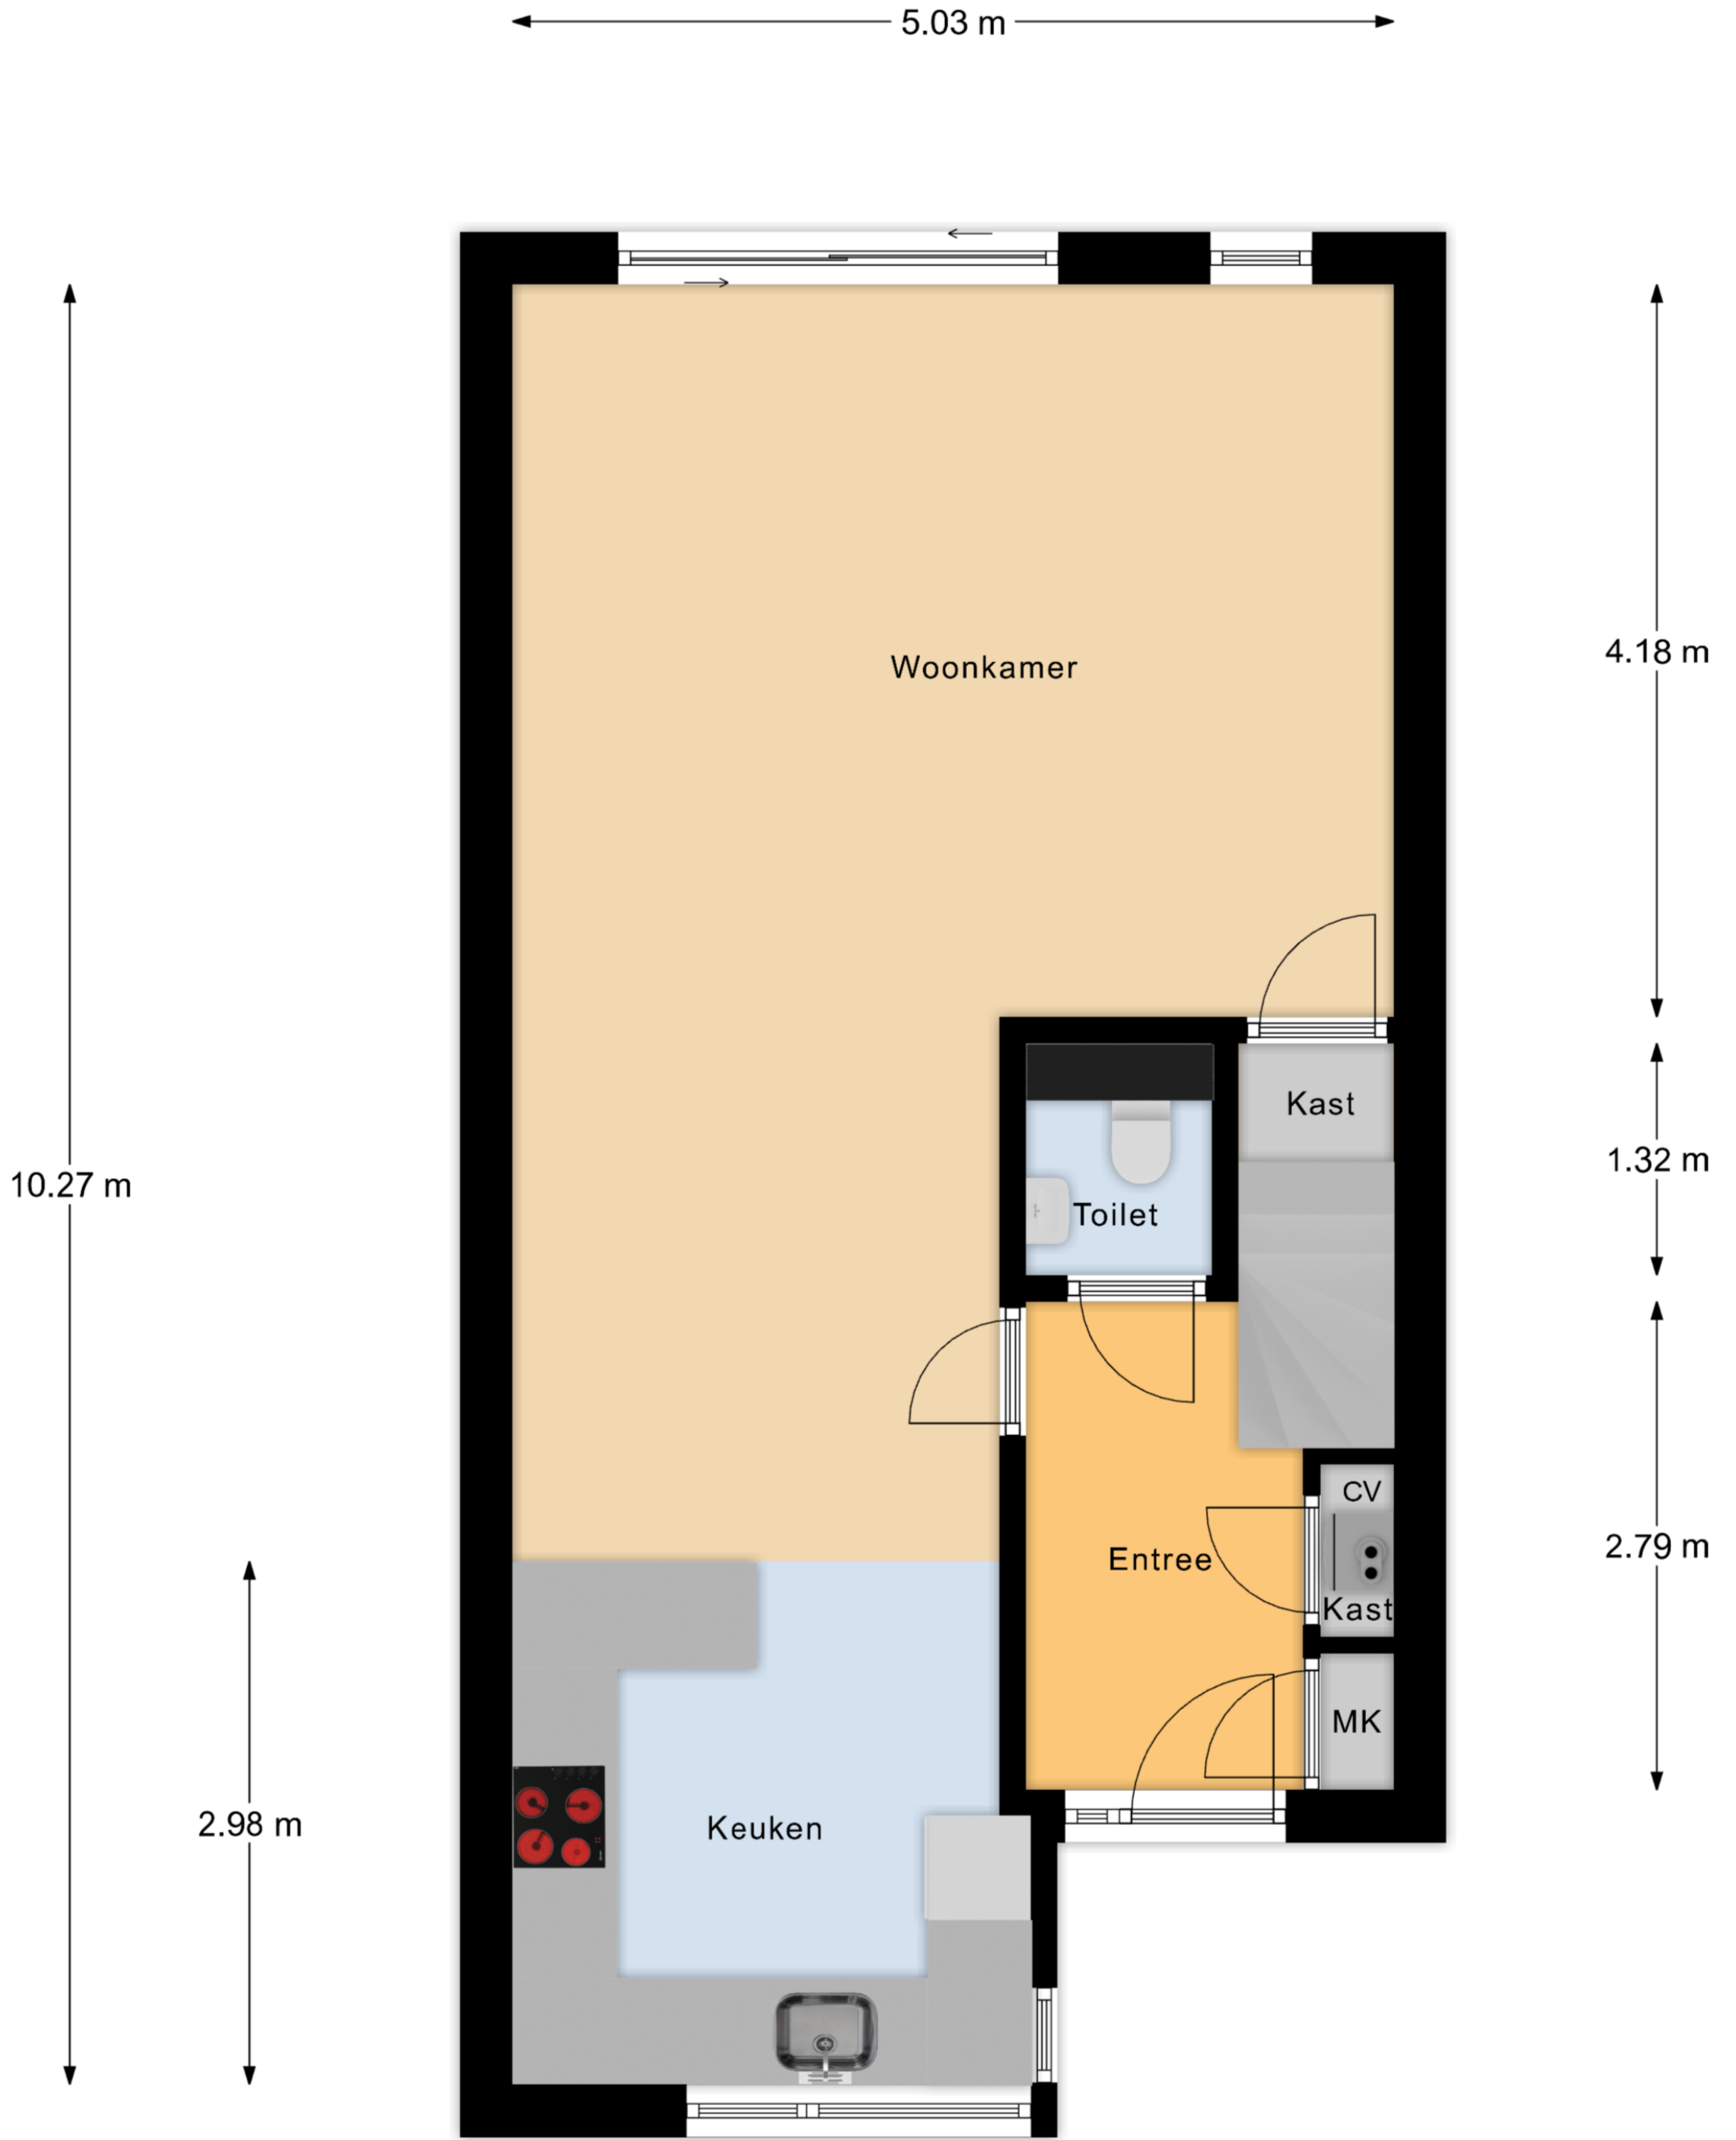 5.03 m
Woonkamer
4.18 m
Kast
1.32 m
10.27 m
Toilet
CV
2.79 m
Entree
Kast
MK
2.98 m
Keuken